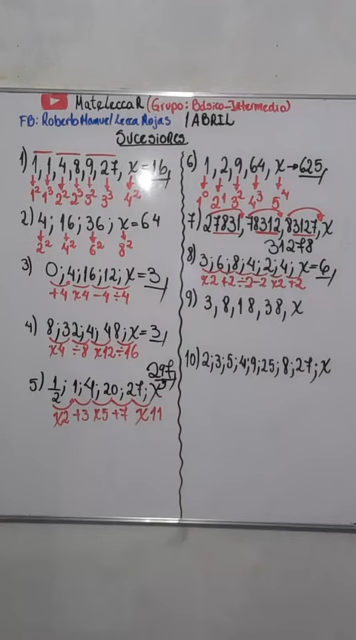 MateLeccaR (Grupo: Básico-Intermedia)
FB: Roberto Manuel Lecca Rojas 1 ABRIL
Sucesiones
1) 1, 1, 4, 8, 9, 27, x = 16
1² 1³ 2² 2³ 3² 3³ 4²
2) 4; 16; 36; x = 64
2² 4² 6² 8²
3) 0; 4; 16; 12; x = 3
+4 x4 -4 ÷4
4) 8; 32; 4; 48; x = 3
x4 ÷8 x12 ÷16
297
5) 1/2; 1; 4; 20; 27; x
x2 +3 x5 +7 x11
6) 1, 2, 9, 64, x → 625
1⁰ 2¹ 3² 4³ 5⁴
7) 27831, 78312, 83127, x
31278
8) 3; 6; 8; 4; 2; 4; x = 6
x2 +2 ÷2 -2 x2 +2
9) 3, 8, 18, 38, x
10) 2; 3; 5; 4; 9; 25; 8; 27; x